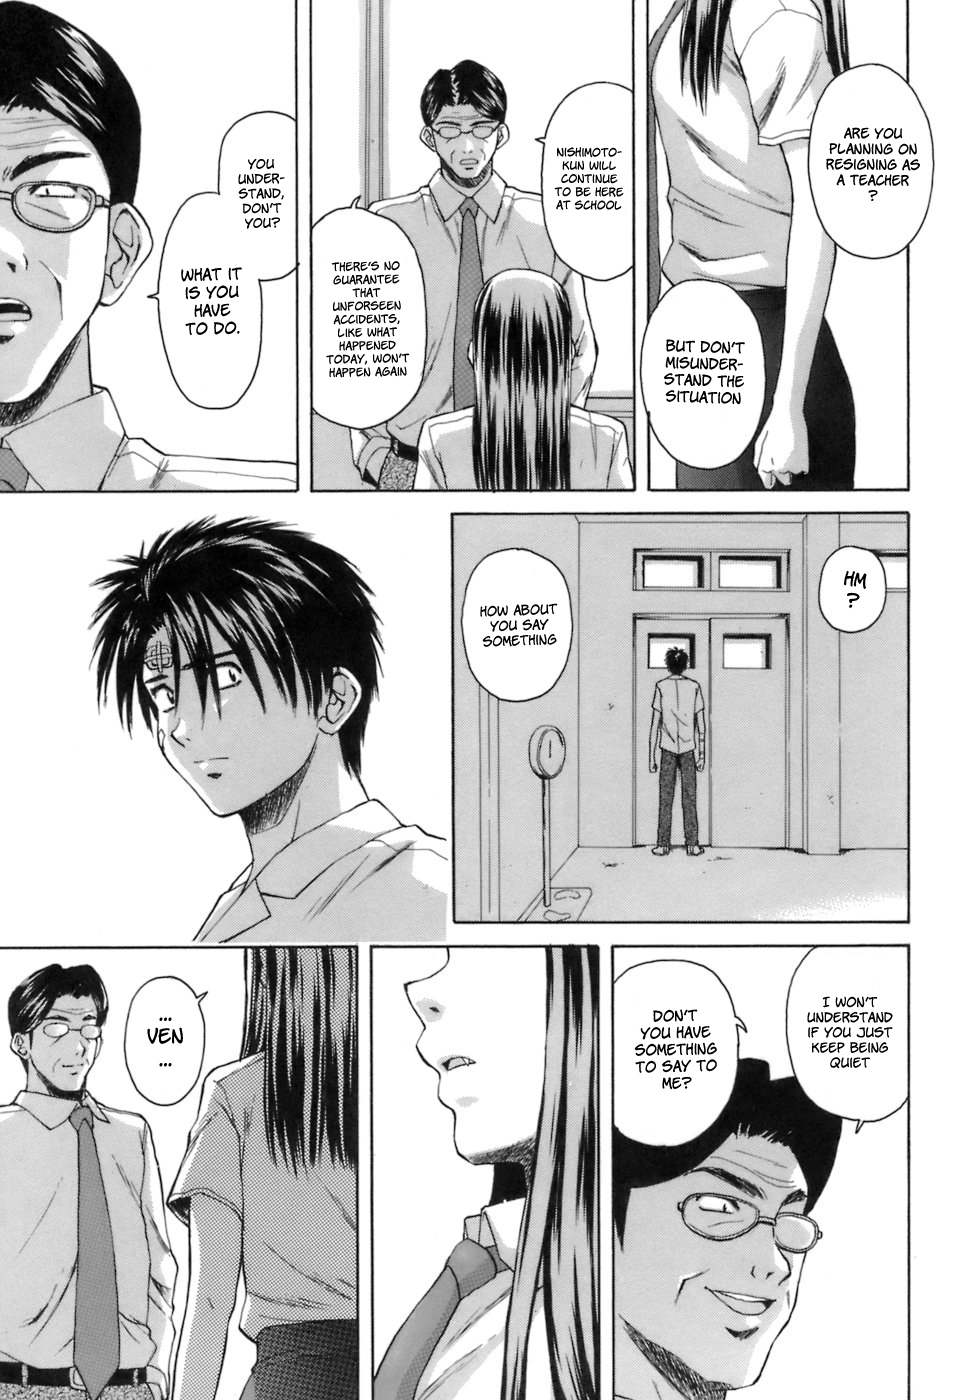 ARE YOU
PLANNING ON
RESIGNING AS
A TEACHER
?
BUT DON'T
MISUNDER-
STAND THE
SITUATION
NISHIMOTO-
KUN WILL
CONTINUE
TO BE HERE
AT SCHOOL
THERE'S NO
GUARANTEE
THAT
UNFORSEEN
ACCIDENTS,
LIKE WHAT
HAPPENED
TODAY, WON'T
HAPPEN AGAIN
YOU
UNDER-
STAND,
DON'T
YOU?
WHAT IT
IS YOU
HAVE
TO DO.
HM
?
HOW ABOUT
YOU SAY
SOMETHING
I WON'T
UNDERSTAND
IF YOU JUST
KEEP BEING
QUIET
DON'T
YOU HAVE
SOMETHING
TO SAY TO
ME?
...
VEN
...